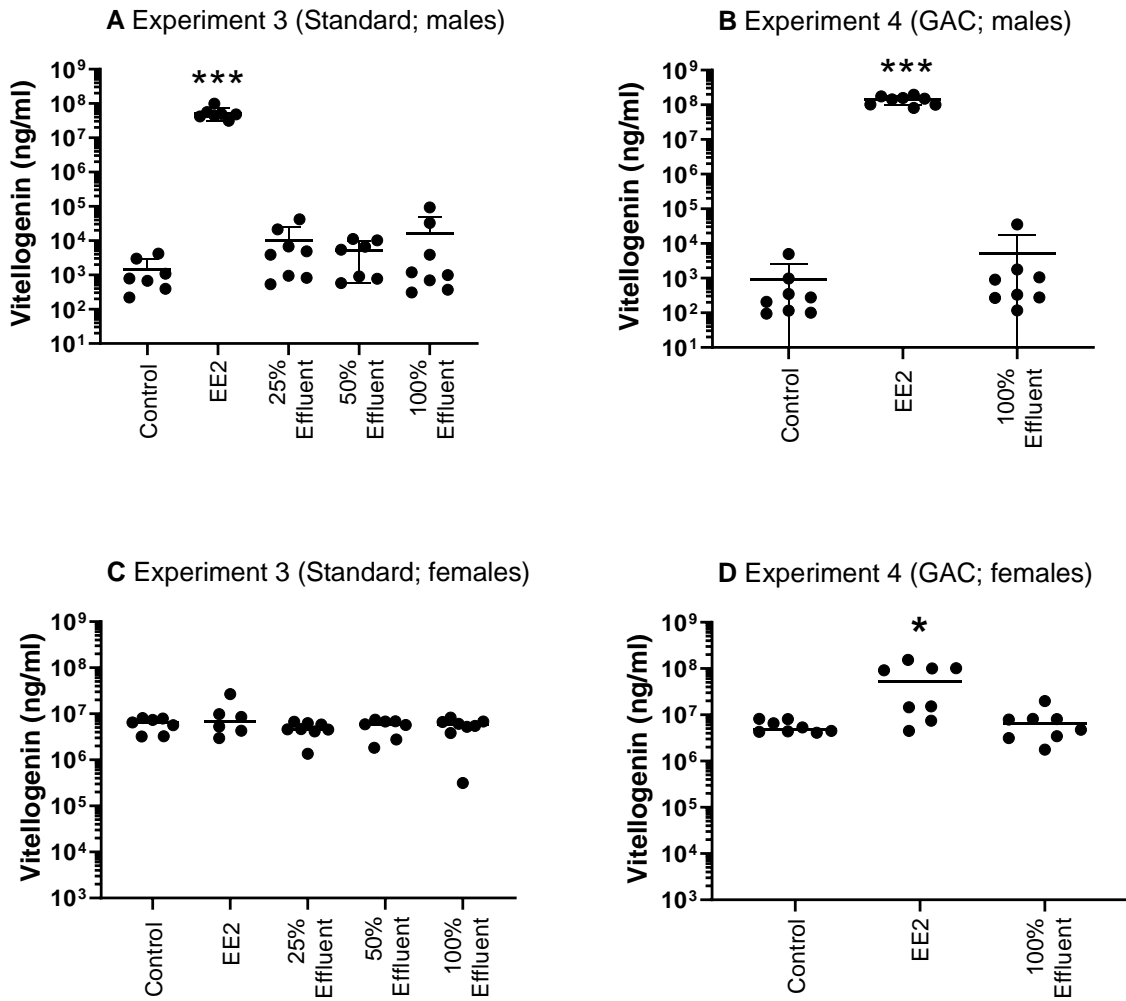 A Experiment 3 (Standard; males)
Vitellogenin (ng/ml)
10⁹
10⁸
10⁷
10⁶
10⁵
10⁴
10³
10²
10¹
***
Control
EE2
25%
Effluent
50%
Effluent
100%
Effluent
B Experiment 4 (GAC; males)
Vitellogenin (ng/ml)
10⁹
10⁸
10⁷
10⁶
10⁵
10⁴
10³
10²
10¹
***
Control
EE2
100%
Effluent
C Experiment 3 (Standard; females)
Vitellogenin (ng/ml)
10⁹
10⁸
10⁷
10⁶
10⁵
10⁴
10³
Control
EE2
25%
Effluent
50%
Effluent
100%
Effluent
D Experiment 4 (GAC; females)
Vitellogenin (ng/ml)
10⁹
10⁸
10⁷
10⁶
10⁵
10⁴
10³
*
Control
EE2
100%
Effluent